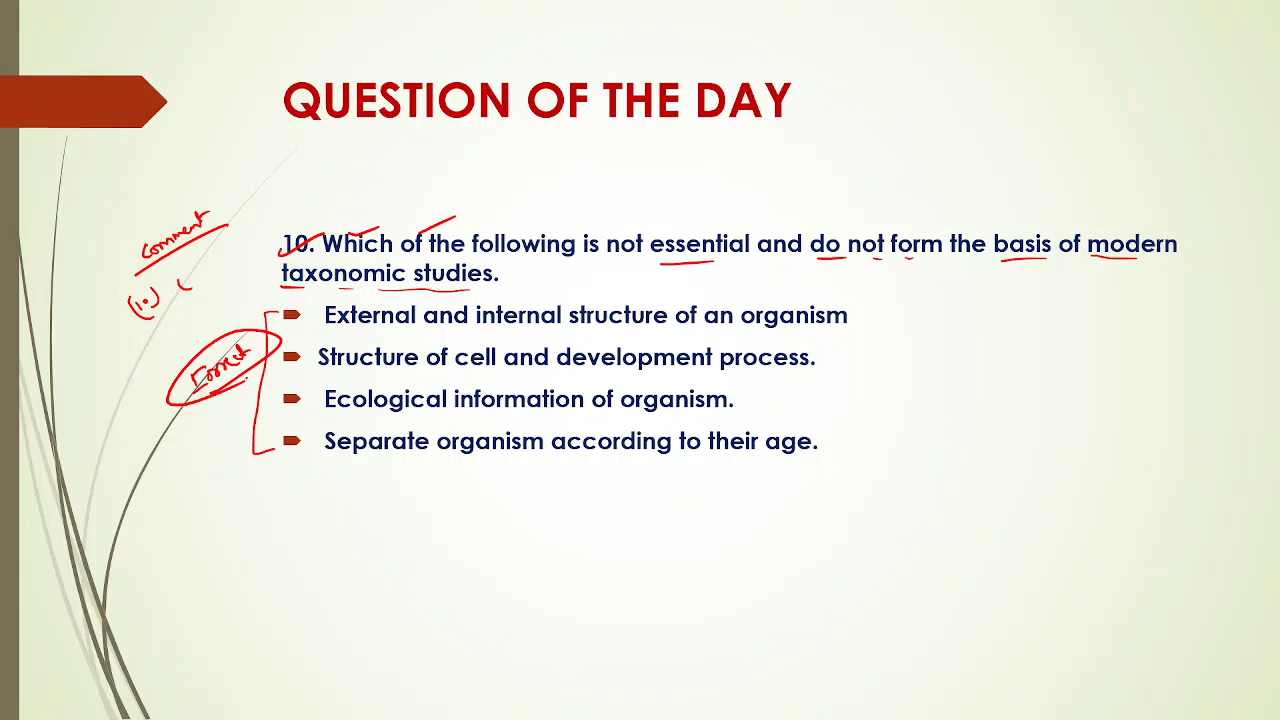 QUESTION OF THE DAY
comment
10. Which of the following is not essential and do not form the basis of modern
taxonomic studies.
(10) (
External and internal structure of an organism
Structure of cell and development process.
Ecological information of organism.
Separate organism according to their age.